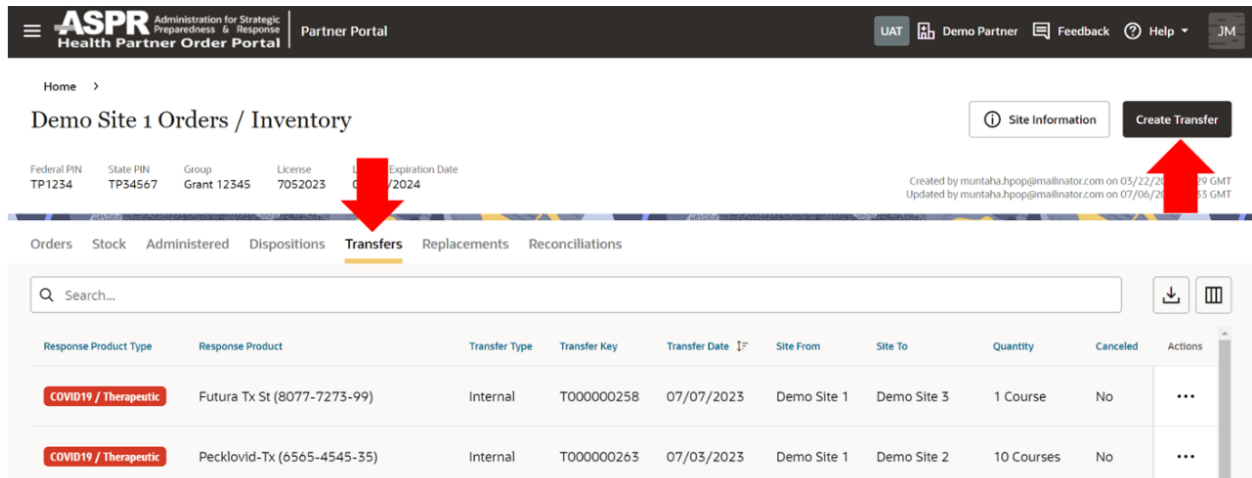 ASPR Administration for Strategic Preparedness & Response
Health Partner Order Portal
Partner Portal
UAT Demo Partner Feedback Help JM
Home >
Demo Site 1 Orders / Inventory
Site Information Create Transfer
Federal PIN State PIN Group License Expiration Date
TP1234 TP34567 Grant 12345 7052023 /2024
Created by muntaha.hpop@mailinator.com on 03/22/ GMT
Updated by muntaha.hpop@mailinator.com on 07/06/ GMT
Orders Stock Administered Dispositions Transfers Replacements Reconciliations
Search...
Response Product Type Response Product Transfer Type Transfer Key Transfer Date Site From Site To Quantity Canceled Actions
COVID19 / Therapeutic Futura Tx St (8077-7273-99) Internal T000000258 07/07/2023 Demo Site 1 Demo Site 3 1 Course No ...
COVID19 / Therapeutic Pecklovid-Tx (6565-4545-35) Internal T000000263 07/03/2023 Demo Site 1 Demo Site 2 10 Courses No ...